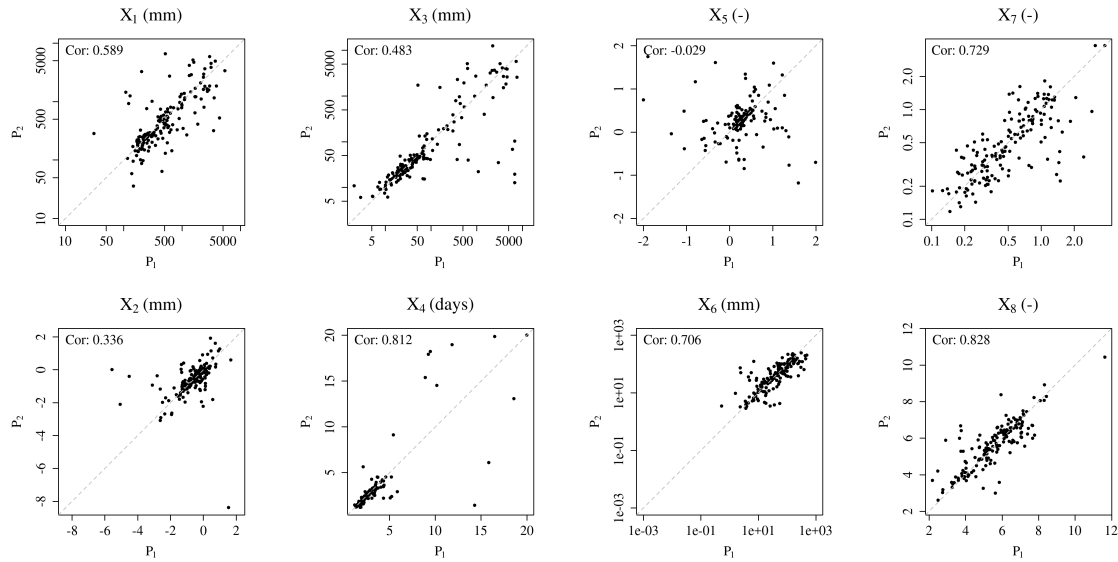 X₁ (mm)
Cor: 0.589
P₂
5000
500
50
10
10 50 500 5000
P₁
X₃ (mm)
Cor: 0.483
P₂
5000
500
50
5
5 50 500 5000
P₁
X₅ (-)
Cor: -0.029
P₂
2
1
0
-1
-2
-2 -1 0 1 2
P₁
X₇ (-)
Cor: 0.729
P₂
2.0
1.0
0.5
0.2
0.1
0.1 0.2 0.5 1.0 2.0
P₁
X₂ (mm)
Cor: 0.336
P₂
2
0
-2
-4
-6
-8
-8 -6 -4 -2 0 2
P₁
X₄ (days)
Cor: 0.812
P₂
20
15
10
5
5 10 15 20
P₁
X₆ (mm)
Cor: 0.706
P₂
1e+03
1e+01
1e-01
1e-03
1e-03 1e-01 1e+01 1e+03
P₁
X₈ (-)
Cor: 0.828
P₂
12
10
8
6
4
2
2 4 6 8 10 12
P₁